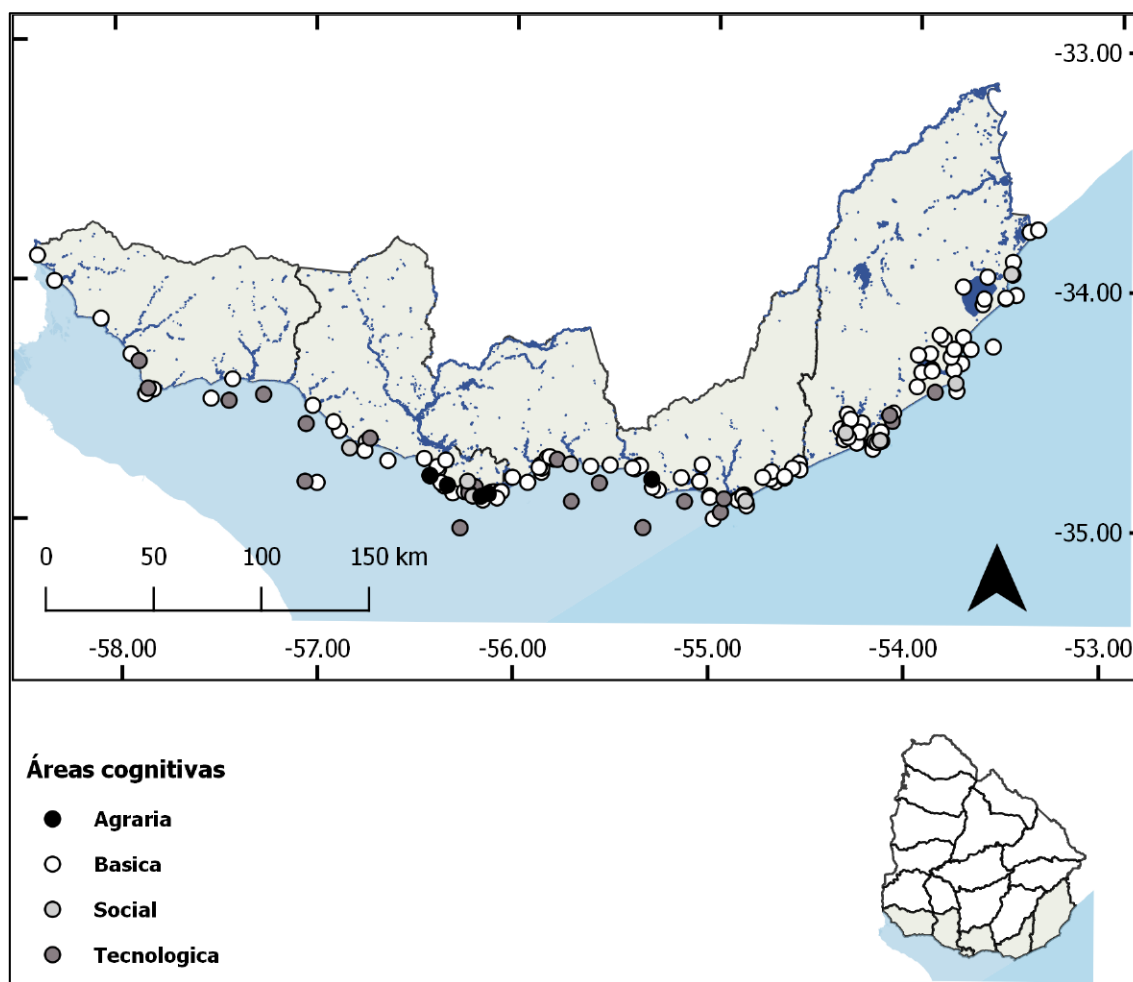 -33.00
-34.00
-35.00
0 50 100 150 km
-58.00 -57.00 -56.00 -55.00 -54.00 -53.00
Áreas cognitivas
Agraria
Basica
Social
Tecnologica